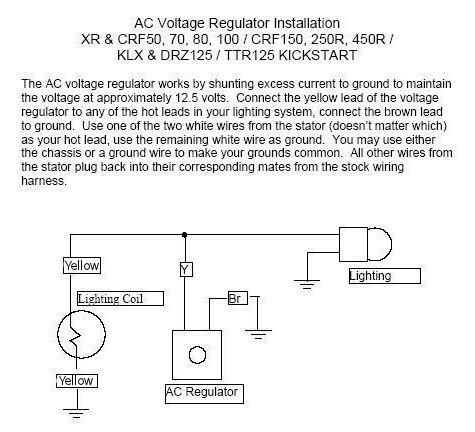 AC Voltage Regulator Installation
XR & CRF50, 70, 80, 100 / CRF150, 250R, 450R /
KLX & DRZ125 / TTR125 KICKSTART
The AC voltage regulator works by shunting excess current to ground to maintain
the voltage at approximately 12.5 volts. Connect the yellow lead of the voltage
regulator to any of the hot leads in your lighting system, connect the brown lead
to ground. Use one of the two white wires from the stator (doesn't matter which)
as your hot lead, use the remaining white wire as ground. You may use either
the chassis or a ground wire to make your grounds common. All other wires from
the stator plug back into their corresponding mates from the stock wiring
harness.
Yellow
Y
Lighting
Lighting Coil
Br
Yellow
AC Regulator